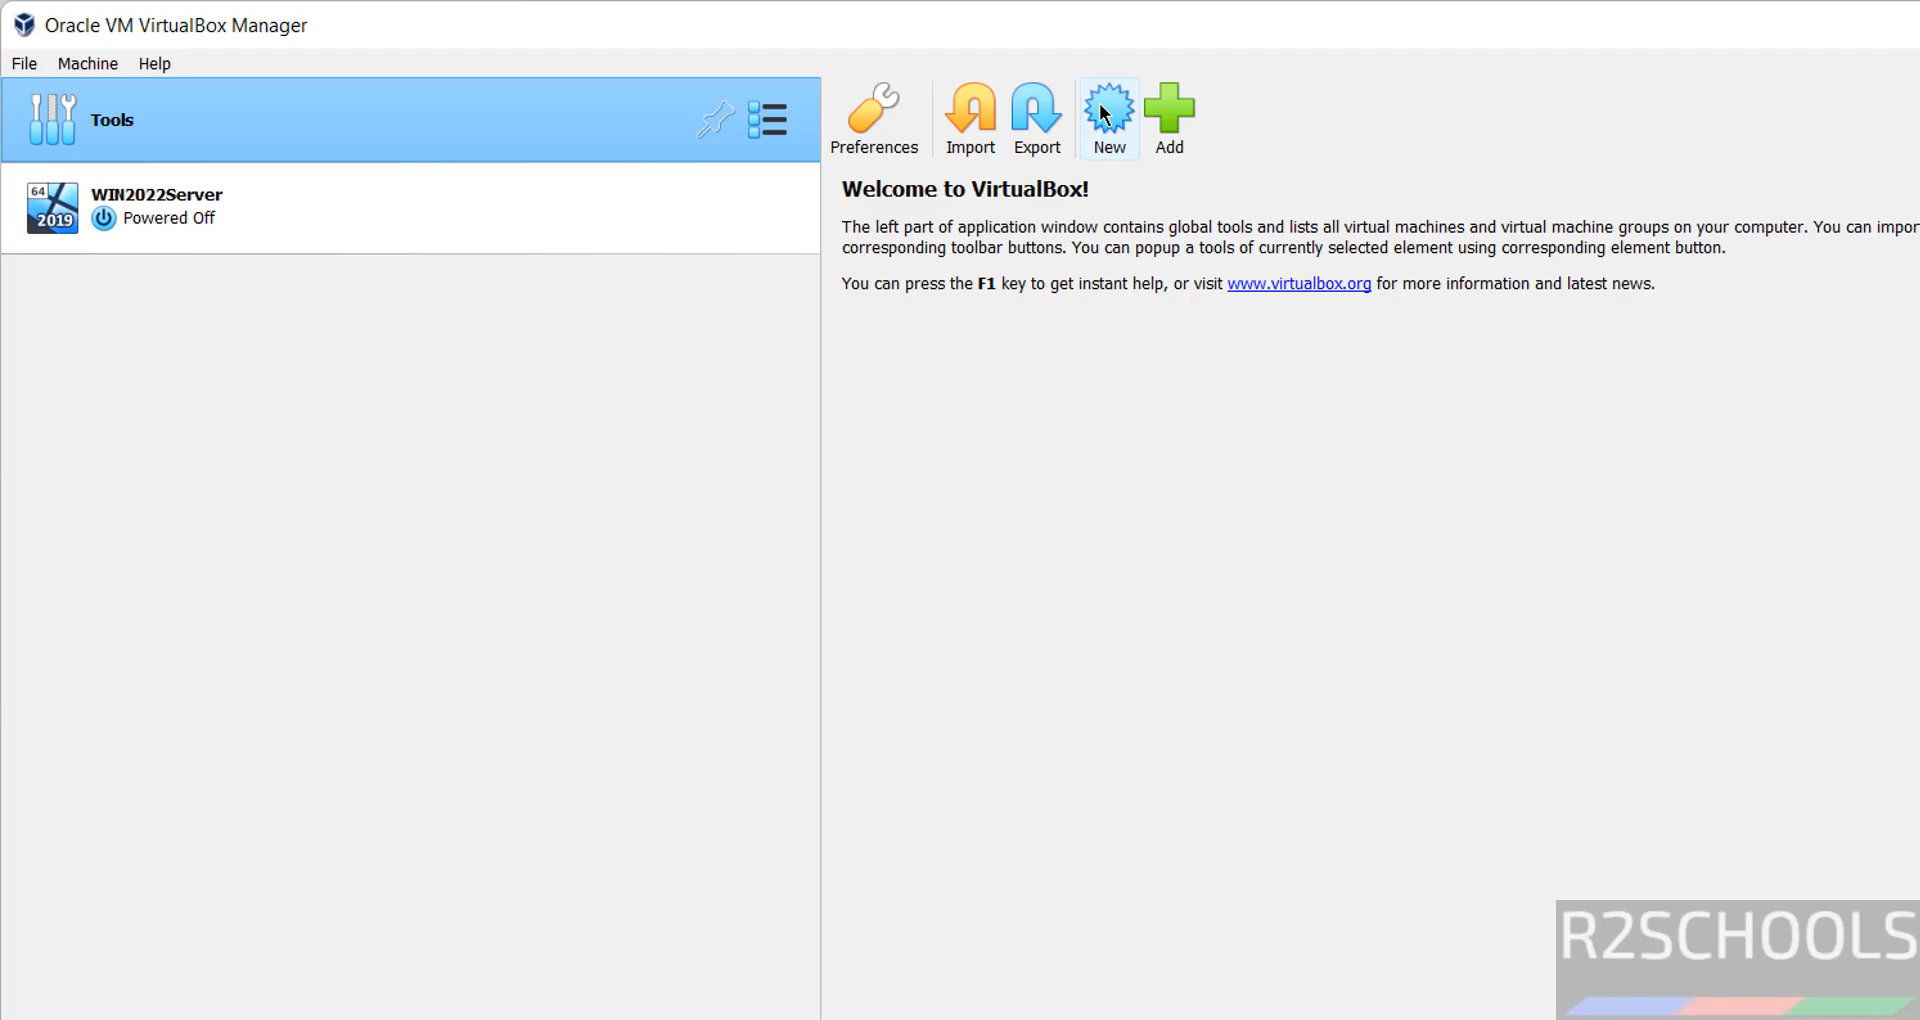 Oracle VM VirtualBox Manager
File Machine Help
Tools
Preferences Import Export New Add
64
2019
WIN2022Server
Powered Off
Welcome to VirtualBox!
The left part of application window contains global tools and lists all virtual machines and virtual machine groups on your computer. You can impor
corresponding toolbar buttons. You can popup a tools of currently selected element using corresponding element button.
You can press the F1 key to get instant help, or visit www.virtualbox.org for more information and latest news.
R2SCHOOLS